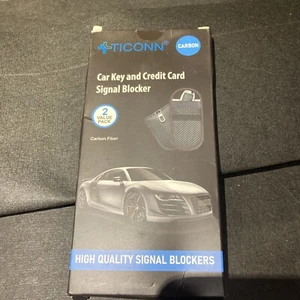 TICONN
CARBON
Car Key and Credit Card
Signal Blocker
2
VALUE
PACK
Carbon Fiber
HIGH QUALITY SIGNAL BLOCKERS